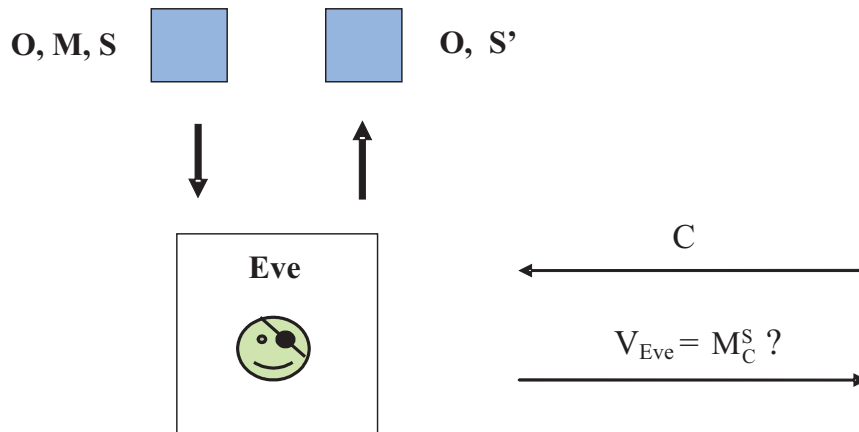 O, M, S
O, S’
Eve
C
V_Eve = M_C^S ?